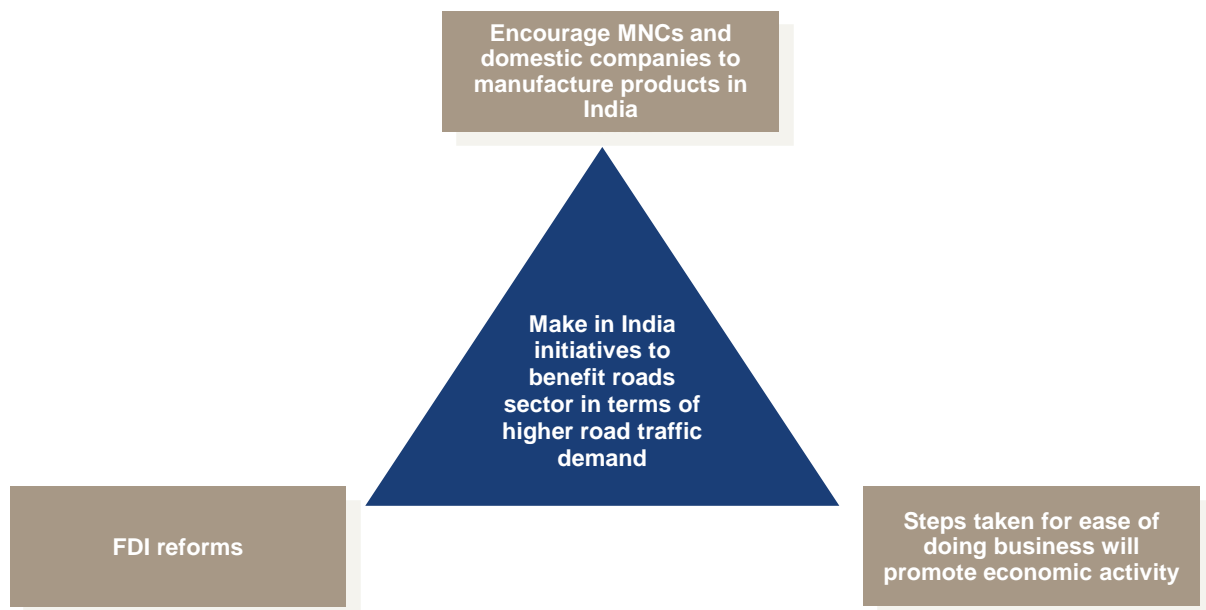 Encourage MNCs and
domestic companies to
manufacture products in
India
Make in India
initiatives to
benefit roads
sector in terms of
higher road traffic
demand
FDI reforms
Steps taken for ease of
doing business will
promote economic activity